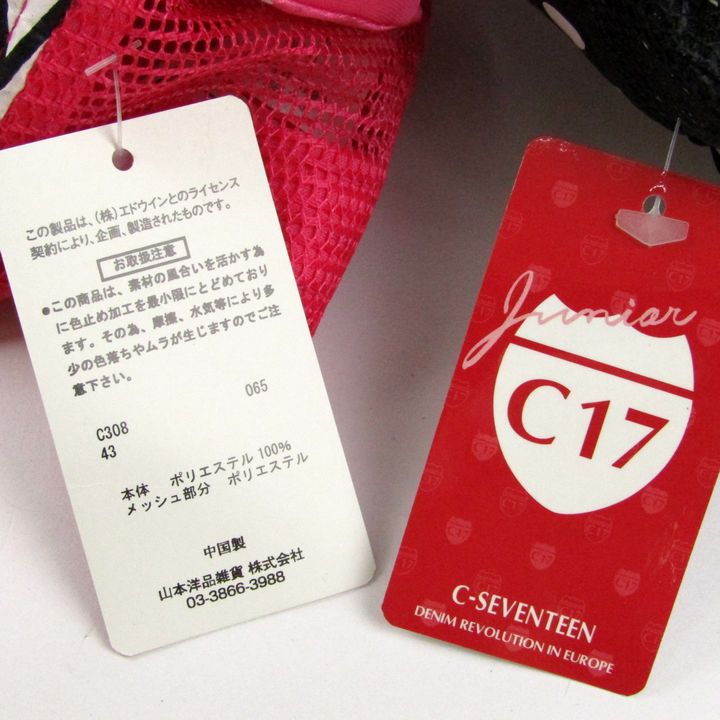 この製品は、(株)エドウインとのライセンス
契約により、企画、製造されたものです。
お取扱注意
●この商品は、素材の風合いを活かす為
に色止め加工を最小限にとどめており
ます。その為、摩擦、水気等により多
少の色落ちやムラが生じますのでご注
意下さい。
065
C308
43
本体 ポリエステル 100%
メッシュ部分 ポリエステル
中国製
山本洋品雑貨 株式会社
03-3866-3988
Junior
C17
C-SEVENTEEN
DENIM REVOLUTION IN EUROPE